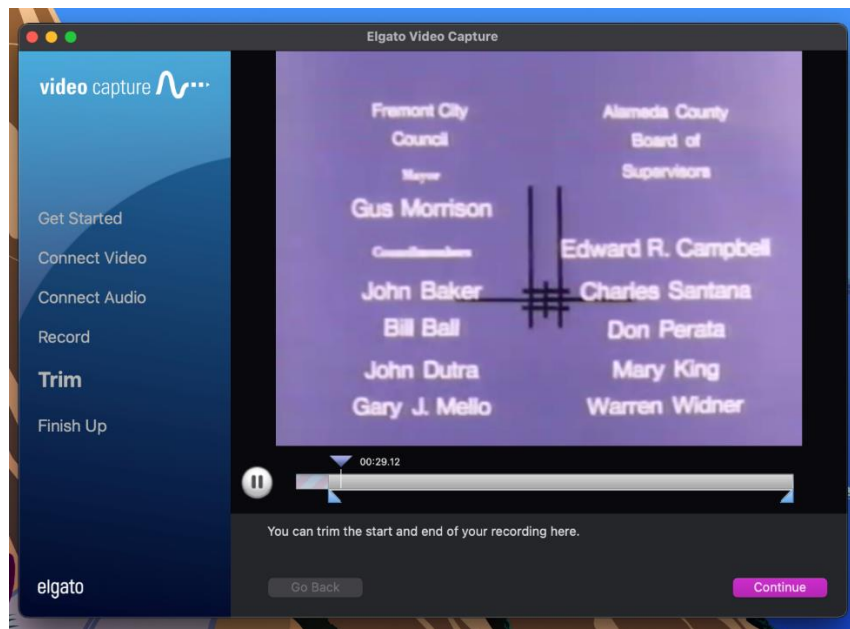 Elgato Video Capture
video capture
Get Started
Connect Video
Connect Audio
Record
Trim
Finish Up
elgato
Fremont City
Council
Mayor
Gus Morrison
Councilmembers
John Baker
Bill Ball
John Dutra
Gary J. Mello
Alameda County
Board of
Supervisors
Edward R. Campbell
Charles Santana
Don Perata
Mary King
Warren Widner
00:29.12
You can trim the start and end of your recording here.
Go Back
Continue